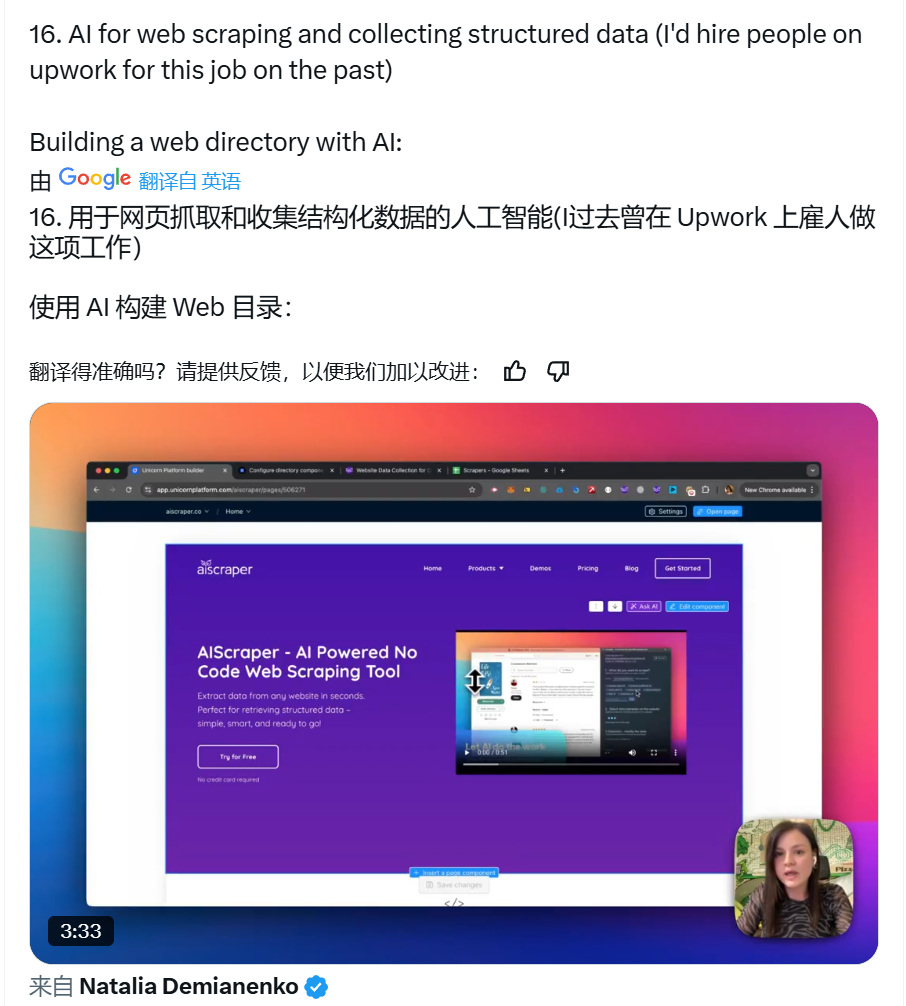 16. AI for web scraping and collecting structured data (I'd hire people on
upwork for this job on the past)
Building a web directory with AI:
由 Google 翻译自 英语
16. 用于网页抓取和收集结构化数据的人工智能(I过去曾在 Upwork 上雇人做
这项工作）
使用 AI 构建 Web 目录：
翻译得准确吗？请提供反馈，以便我们加以改进：
Unicorn Platform builder
Configure directory compon
Website Data Collection for
Scrapers - Google Sheets
app.unicornplatform.com/aiscraper/pages/506271
New Chrome available
aiscraper.co / Home
Settings
Open page
aiscraper
Home Products Demos Pricing Blog Get Started
Ask AI
Edit component
AIScraper - AI Powered No
Code Web Scraping Tool
Extract data from any website in seconds.
Perfect for retrieving structured data –
simple, smart, and ready to go!
Try for Free
No credit card required
Let AI do the work
0:00 / 0:51
+ Insert a page component
Save changes
</>
3:33
来自 Natalia Demianenko